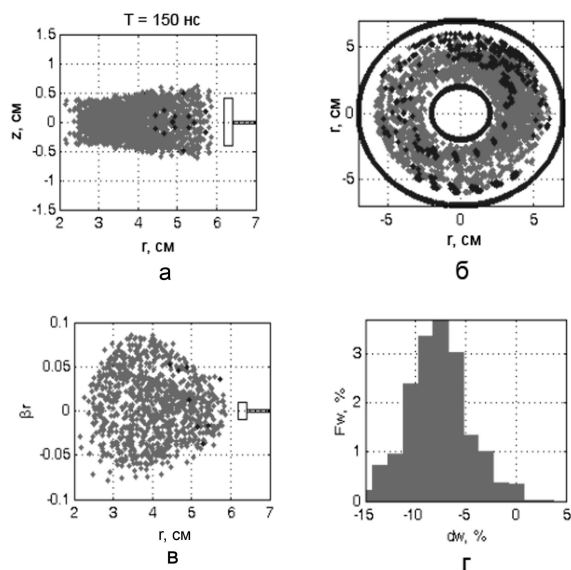 T = 150 нс
z, см
1.5
1
0.5
0
-0.5
-1
-1.5
2 3 4 5 6 7
r, см
а
r, см
5
0
-5
-5 0 5
r, см
б
βr
0.1
0.05
0
-0.05
-0.1
2 3 4 5 6 7
r, см
в
Fw, %
3
2
1
0
-15 -10 -5 0
dw, %
г